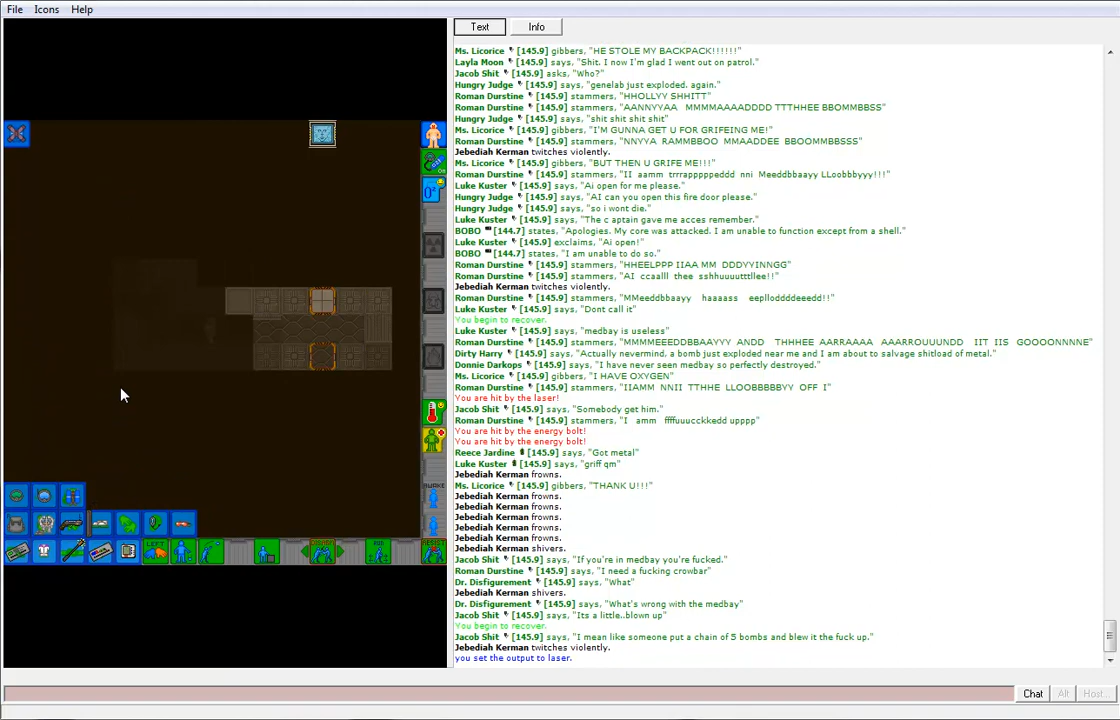 File Icons Help
Text Info
Ms. Licorice [145.9] gibbers, "HE STOLE MY BACKPACK!!!!!!"
Layla Moon [145.9] says, "Shit. I now I'm glad I went out on patrol."
Jacob Shit [145.9] asks, "Who?"
Hungry Judge [145.9] says, "genelab just exploded. again."
Roman Durstine [145.9] stammers, "HHOLLYY SHHITT"
Roman Durstine [145.9] stammers, "AANNYYAA MMMMAAAADDDD TTTHHEE BBOMMBBSS"
Hungry Judge [145.9] says, "shit shit shit shit"
Ms. Licorice [145.9] gibbers, "I'M GUNNA GET U FOR GRIFEING ME!"
Roman Durstine [145.9] stammers, "NNYYA RAMMBBOO MMAADDEE BBOOMMBBSSS"
Jebediah Kerman twitches violently.
Ms. Licorice [145.9] gibbers, "BUT THEN U GRIFE ME!!!"
Roman Durstine [145.9] stammers, "II aamm trrrappppeddd nni Meeddbbaayy LLoobbbyyy!!!"
Luke Kuster [145.9] says, "Ai open for me please."
Hungry Judge [145.9] says, "AI can you open this fire door please."
Hungry Judge [145.9] says, "so i wont die."
Luke Kuster [145.9] says, "The c aptain gave me acces remember."
BOBO [144.7] states, "Apologies. My core was attacked. I am unable to function except from a shell."
Luke Kuster [145.9] exclaims, "Ai open!"
BOBO [144.7] states, "I am unable to do so."
Roman Durstine [145.9] stammers, "HHEELPPP IIAA MM DDDYYINNGG"
Roman Durstine [145.9] stammers, "AI ccaalll thee sshhuuutttllee!!"
Jebediah Kerman twitches violently.
Roman Durstine [145.9] stammers, "MMeeddbbaayy haaasss eeplloddddeeedd!!"
Luke Kuster [145.9] says, "Dont call it"
You begin to recover.
Luke Kuster [145.9] says, "medbay is useless"
Roman Durstine [145.9] stammers, "MMMMEEEDDBBAAYYY ANDD THHHEE AARRAAAA AAARROUUUNDD IIT IIS GOOOONNNNE"
Dirty Harry [145.9] says, "Actually nevermind, a bomb just exploded near me and I am about to salvage shitload of metal."
Donnie Darkops [145.9] says, "I have never seen medbay so perfectly destroyed."
Ms. Licorice [145.9] gibbers, "I HAVE OXYGEN"
Roman Durstine [145.9] stammers, "IIAMM NNII TTHHE LLOOBBBBBYY OFF I"
You are hit by the laser!
Jacob Shit [145.9] says, "Somebody get him."
Roman Durstine [145.9] stammers, "I amm ffffuuucckkedd upppp"
You are hit by the energy bolt!
You are hit by the energy bolt!
Reece Jardine [145.9] says, "Got metal"
Luke Kuster [145.9] says, "griff qm"
Jebediah Kerman frowns.
Ms. Licorice [145.9] gibbers, "THANK U!!!"
Jebediah Kerman frowns.
Jebediah Kerman frowns.
Jebediah Kerman frowns.
Jebediah Kerman frowns.
Jebediah Kerman frowns.
Jebediah Kerman shivers.
Jacob Shit [145.9] says, "If you're in medbay you're fucked."
Roman Durstine [145.9] says, "I need a fucking crowbar"
Dr. Disfigurement [145.9] says, "What"
Jebediah Kerman shivers.
Dr. Disfigurement [145.9] says, "What's wrong with the medbay"
Jacob Shit [145.9] says, "Its a little..blown up"
You begin to recover.
Jacob Shit [145.9] says, "I mean like someone put a chain of 5 bombs and blew it the fuck up."
Jebediah Kerman twitches violently.
you set the output to laser.
Chat Alt Host...